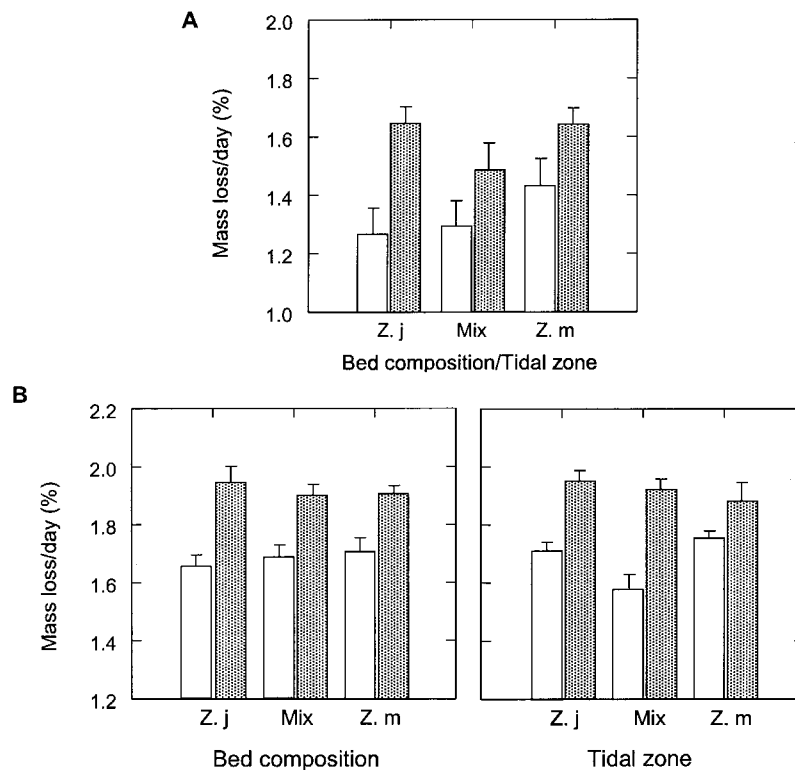 A
2.0
1.8
1.6
1.4
1.2
1.0
Mass loss/day (%)
Z. j Mix Z. m
Bed composition/Tidal zone
B
2.2
2.0
1.8
1.6
1.4
1.2
Mass loss/day (%)
Z. j Mix Z. m Z. j Mix Z. m
Bed composition Tidal zone